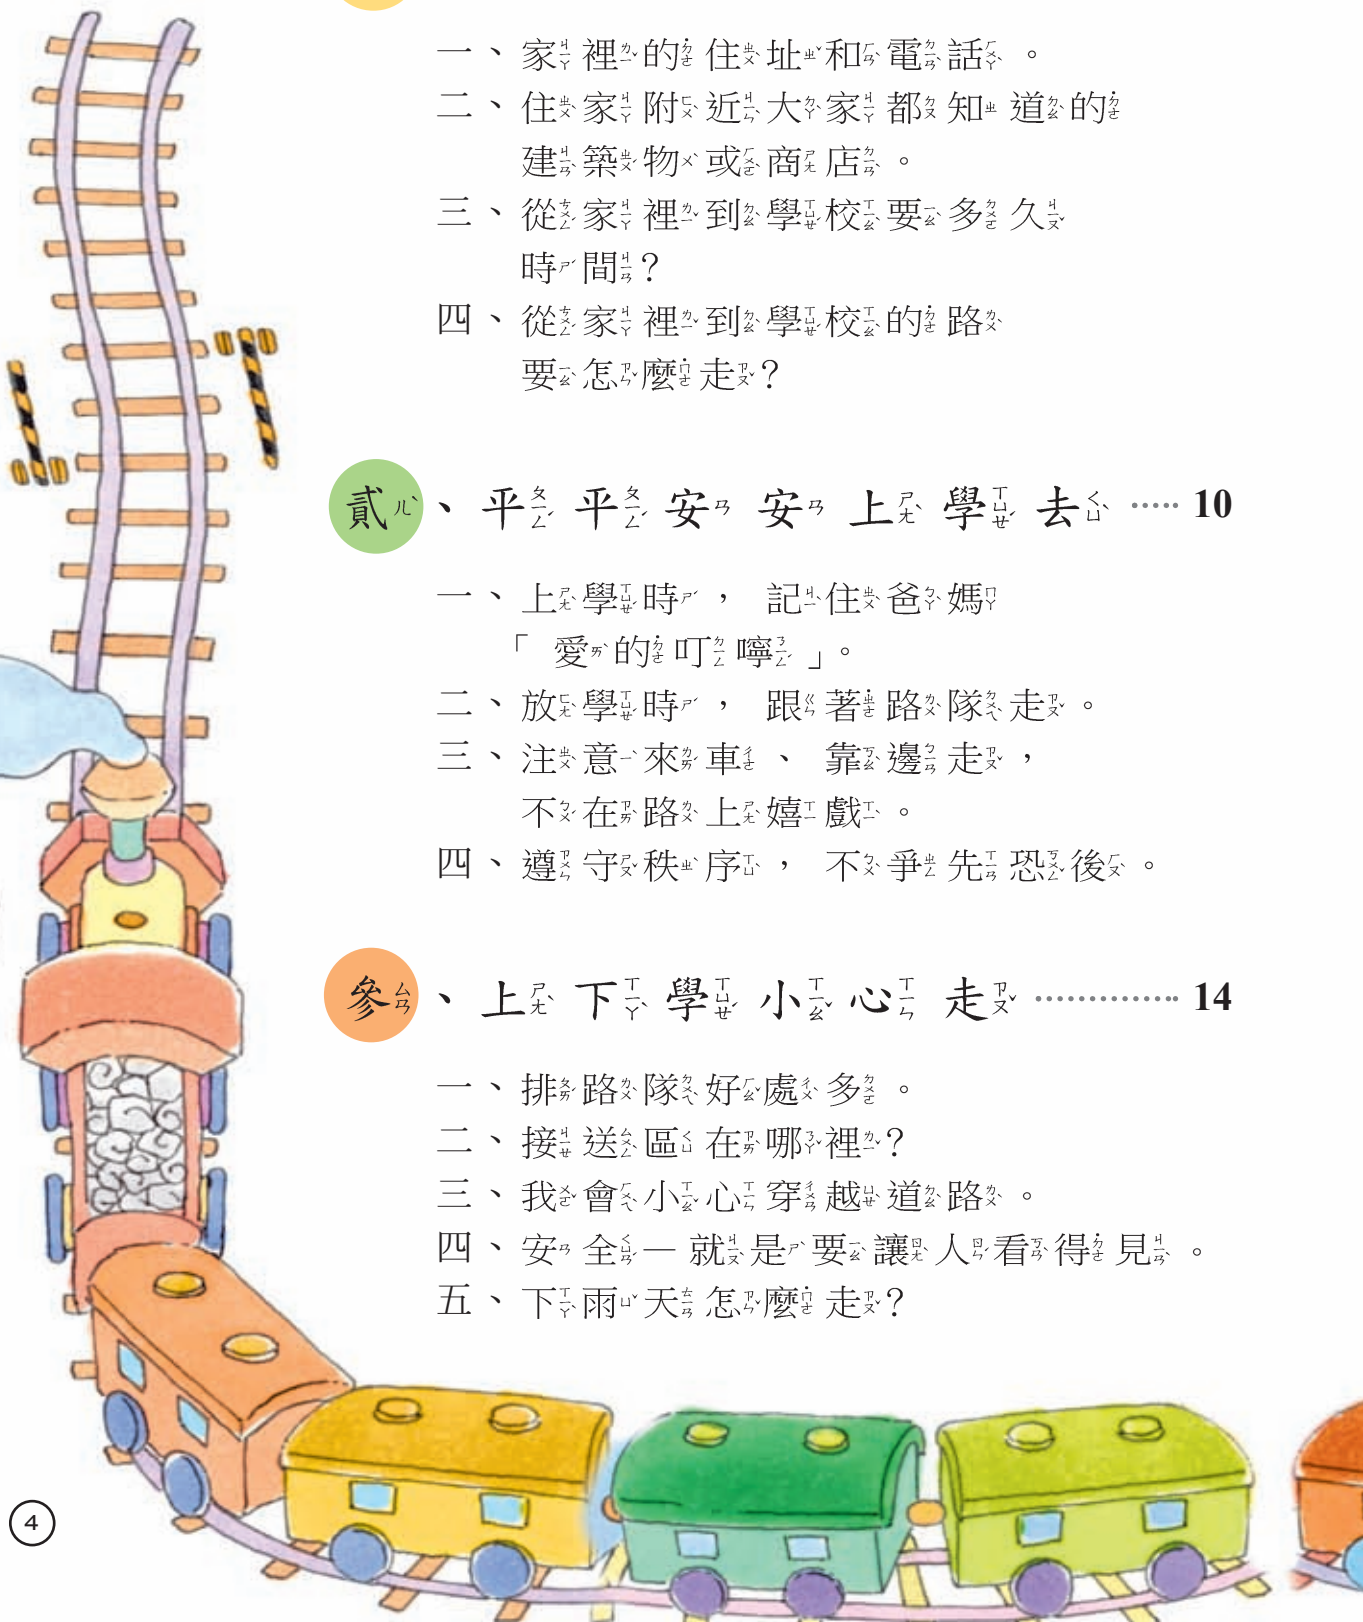 一、家裡的住址和電話。
二、住家附近大家都知道的
建築物或商店。
三、從家裡到學校要多久
時間？
四、從家裡到學校的路
要怎麼走？
貳、平平安安上學去 ····· 10
一、上學時，記住爸媽
「愛的叮嚀」。
二、放學時，跟著路隊走。
三、注意來車、靠邊走，
不在路上嬉戲。
四、遵守秩序，不爭先恐後。
參、上下學小心走 ·············· 14
一、排路隊好處多。
二、接送區在哪裡？
三、我會小心穿越道路。
四、安全—就是要讓人看得見。
五、下雨天怎麼走？
4